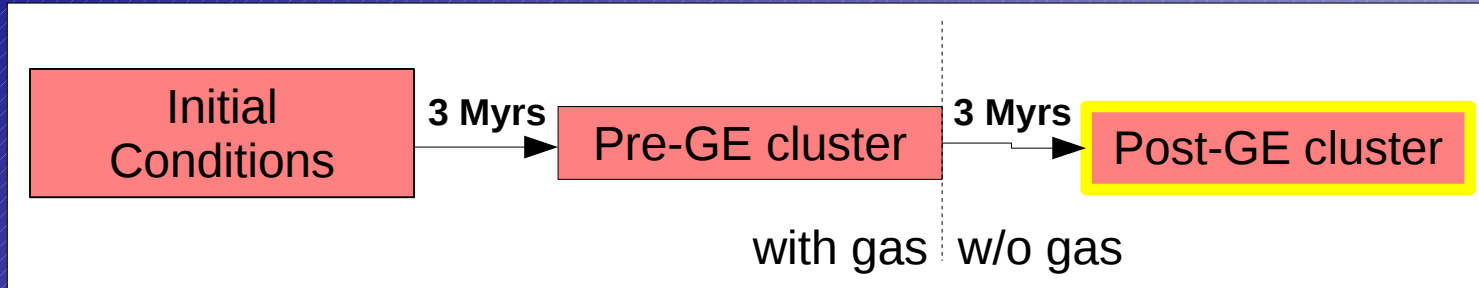 Initial
Conditions
3 Myrs
Pre-GE cluster
3 Myrs
Post-GE cluster
with gas
w/o gas